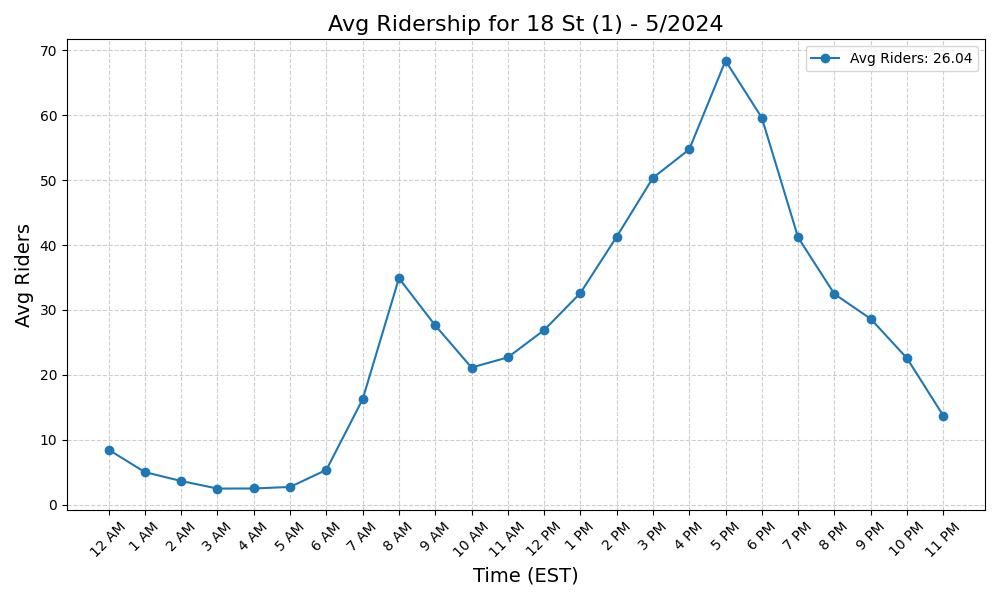 Avg Ridership for 18 St (1) - 5/2024
Avg Riders: 26.04
Avg Riders
70
60
50
40
30
20
10
0
12 AM
1 AM
2 AM
3 AM
4 AM
5 AM
6 AM
7 AM
8 AM
9 AM
10 AM
11 AM
12 PM
1 PM
2 PM
3 PM
4 PM
5 PM
6 PM
7 PM
8 PM
9 PM
10 PM
11 PM
Time (EST)